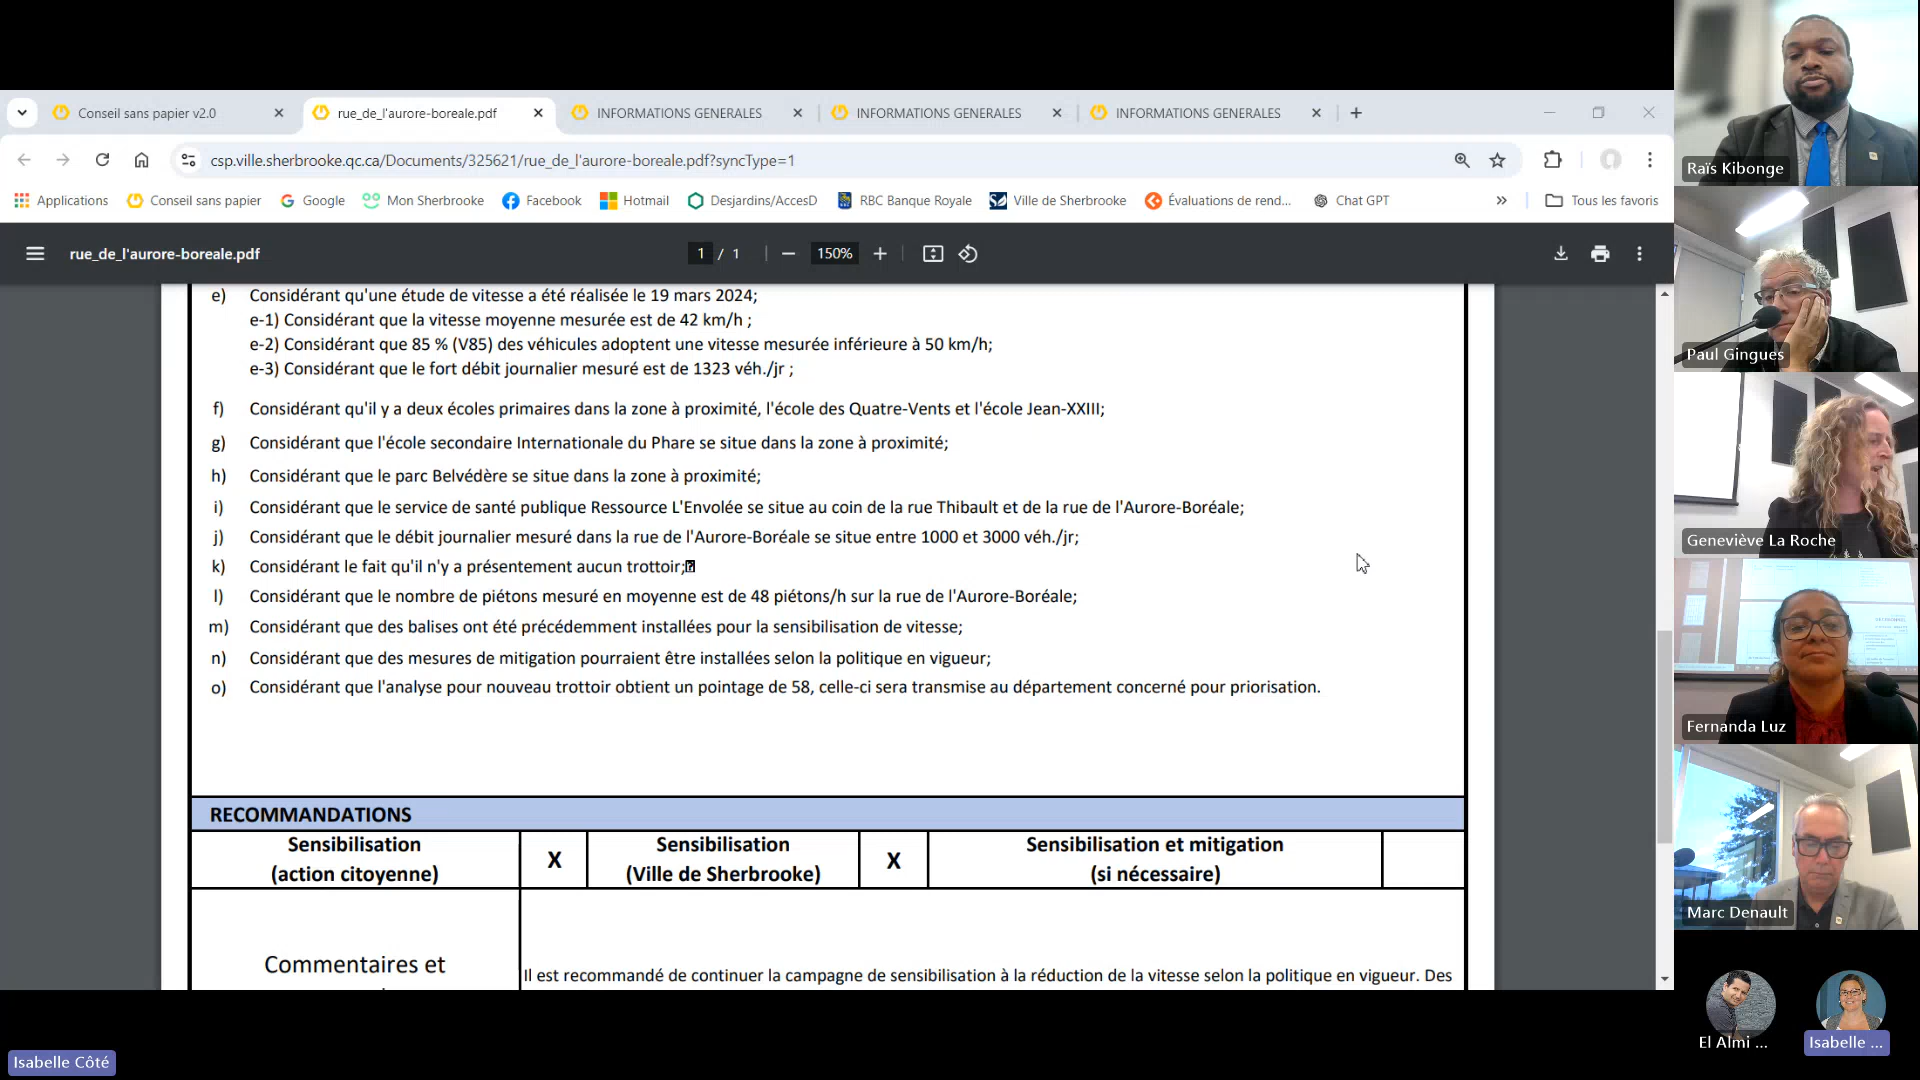 Conseil sans papier v2.0
rue_de_l'aurore-boreale.pdf
INFORMATIONS GENERALES
INFORMATIONS GENERALES
INFORMATIONS GENERALES
csp.ville.sherbrooke.qc.ca/Documents/325621/rue_de_l'aurore-boreale.pdf?syncType=1
Applications
Conseil sans papier
Google
Mon Sherbrooke
Facebook
Hotmail
Desjardins/AccesD
RBC Banque Royale
Ville de Sherbrooke
Évaluations de rend...
Chat GPT
Tous les favoris
rue_de_l'aurore-boreale.pdf
1 / 1
150%
e) Considérant qu'une étude de vitesse a été réalisée le 19 mars 2024;
e-1) Considérant que la vitesse moyenne mesurée est de 42 km/h ;
e-2) Considérant que 85 % (V85) des véhicules adoptent une vitesse mesurée inférieure à 50 km/h;
e-3) Considérant que le fort débit journalier mesuré est de 1323 véh./jr ;
f) Considérant qu'il y a deux écoles primaires dans la zone à proximité, l'école des Quatre-Vents et l'école Jean-XXIII;
g) Considérant que l'école secondaire Internationale du Phare se situe dans la zone à proximité;
h) Considérant que le parc Belvédère se situe dans la zone à proximité;
i) Considérant que le service de santé publique Ressource L'Envolée se situe au coin de la rue Thibault et de la rue de l'Aurore-Boréale;
j) Considérant que le débit journalier mesuré dans la rue de l'Aurore-Boréale se situe entre 1000 et 3000 véh./jr;
k) Considérant le fait qu'il n'y a présentement aucun trottoir;
l) Considérant que le nombre de piétons mesuré en moyenne est de 48 piétons/h sur la rue de l'Aurore-Boréale;
m) Considérant que des balises ont été précédemment installées pour la sensibilisation de vitesse;
n) Considérant que des mesures de mitigation pourraient être installées selon la politique en vigueur;
o) Considérant que l'analyse pour nouveau trottoir obtient un pointage de 58, celle-ci sera transmise au département concerné pour priorisation.
RECOMMANDATIONS
Sensibilisation
(action citoyenne)
X
Sensibilisation
(Ville de Sherbrooke)
X
Sensibilisation et mitigation
(si nécessaire)
Commentaires et
Il est recommandé de continuer la campagne de sensibilisation à la réduction de la vitesse selon la politique en vigueur. Des
Raïs Kibonge
Paul Gingues
Geneviève La Roche
Fernanda Luz
Marc Denault
El Almi ...
Isabelle ...
Isabelle Côté